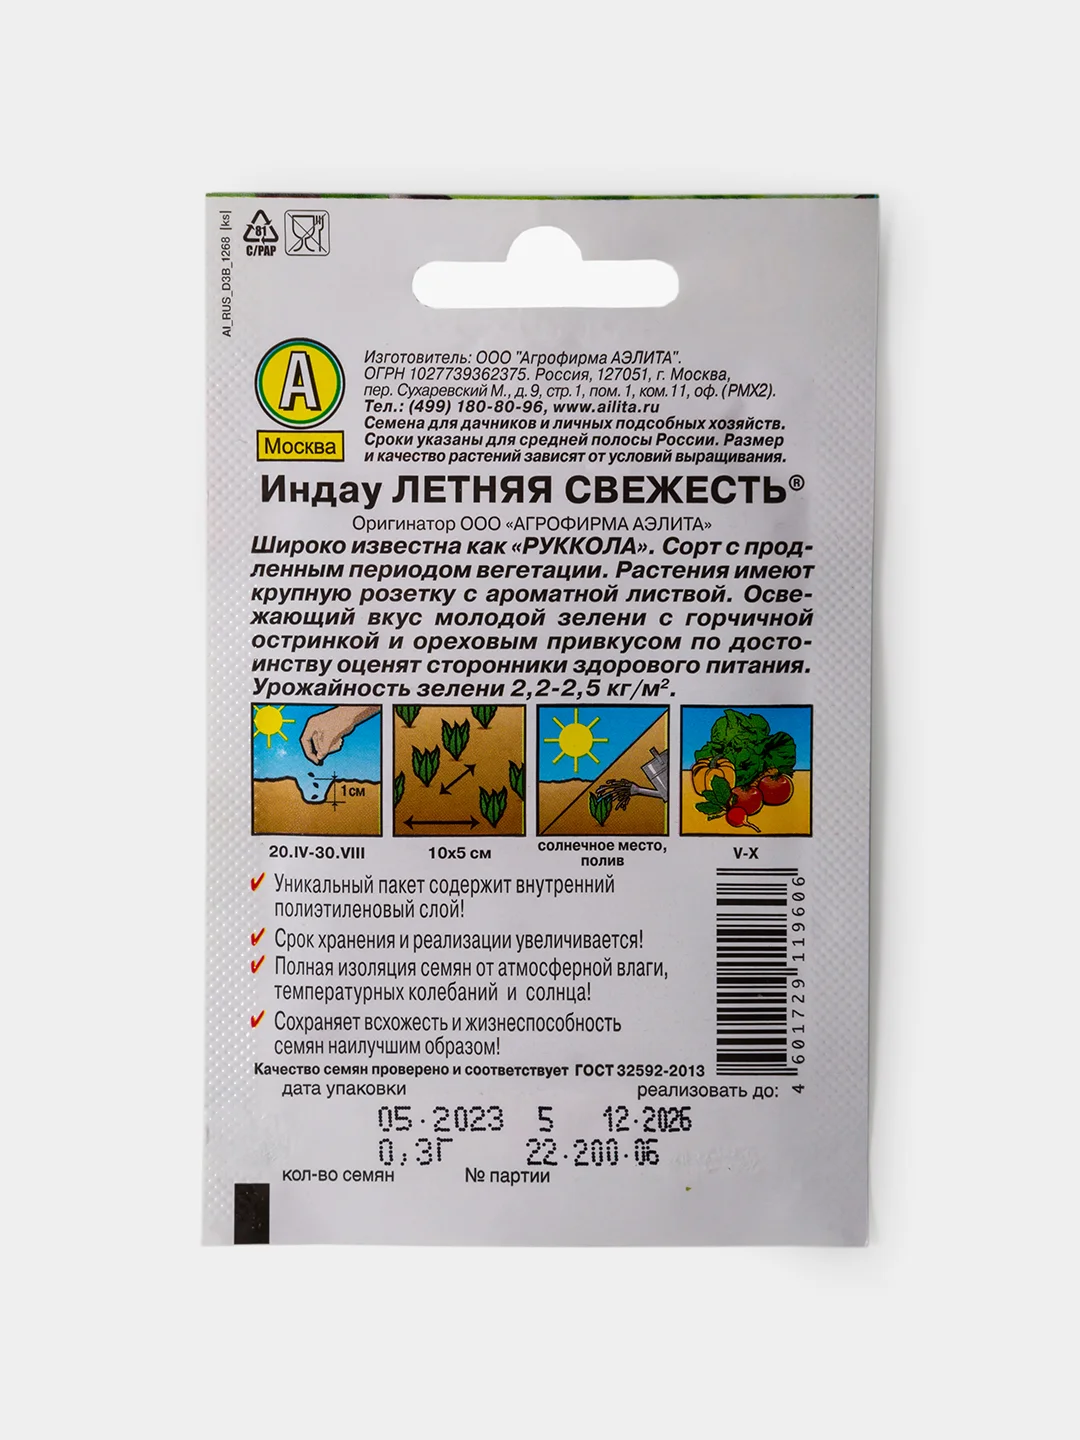 AI_RUS_D3B_1268 [ks]
81
C/PAP
A
Москва
Изготовитель: ООО "Агрофирма АЭЛИТА".
ОГРН 1027739362375. Россия, 127051, г. Москва,
пер. Сухаревский М., д. 9, стр. 1, пом. 1, ком. 11, оф. (РМХ2).
Тел.: (499) 180-80-96, www.ailita.ru
Семена для дачников и личных подсобных хозяйств.
Сроки указаны для средней полосы России. Размер
и качество растений зависят от условий выращивания.
Индау ЛЕТНЯЯ СВЕЖЕСТЬ®
Оригинатор ООО «АГРОФИРМА АЭЛИТА»
Широко известна как «РУККОЛА». Сорт с прод-
ленным периодом вегетации. Растения имеют
крупную розетку с ароматной листвой. Осве-
жающий вкус молодой зелени с горчичной
остринкой и ореховым привкусом по досто-
инству оценят сторонники здорового питания.
Урожайность зелени 2,2-2,5 кг/м².
1 см
20.IV-30.VIII
10х5 см
солнечное место,
полив
V-X
Уникальный пакет содержит внутренний
полиэтиленовый слой!
Срок хранения и реализации увеличивается!
Полная изоляция семян от атмосферной влаги,
температурных колебаний и солнца!
Сохраняет всхожесть и жизнеспособность
семян наилучшим образом!
4 601729 119606
Качество семян проверено и соответствует ГОСТ 32592-2013
дата упаковки реализовать до:
05.2023 5 12.2026
0,3Г 22.200.06
кол-во семян № партии